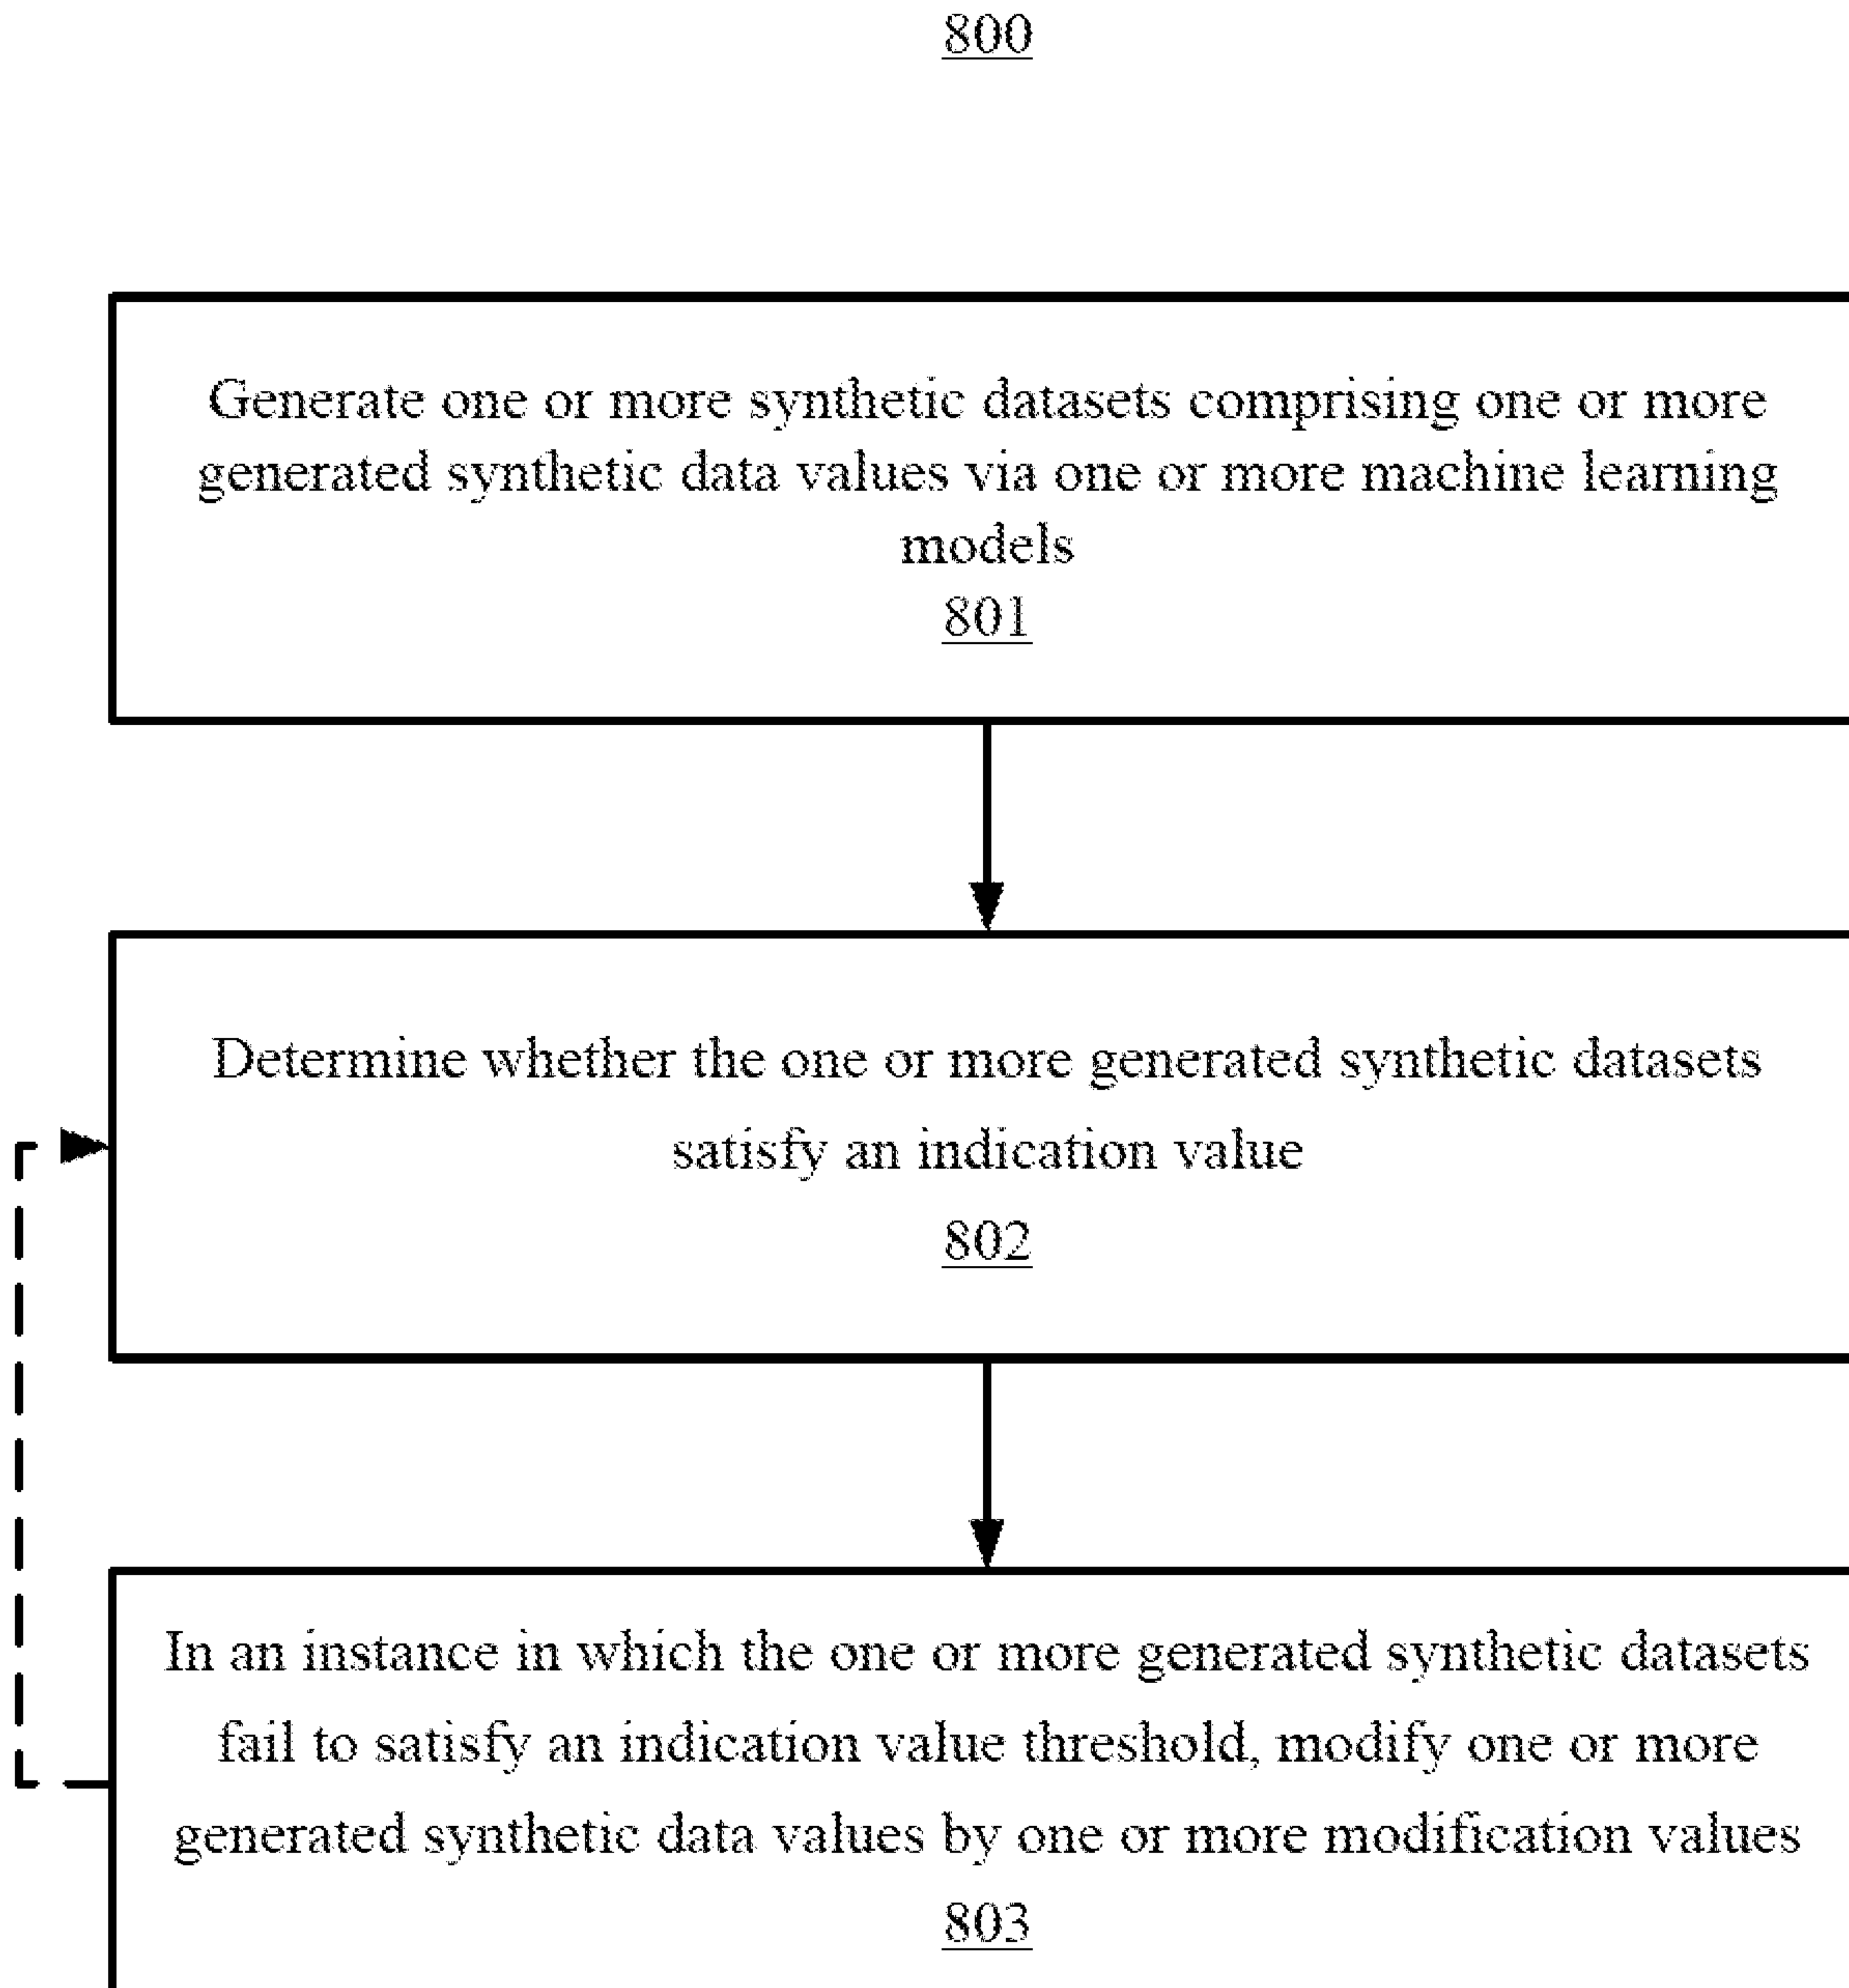 800
Generate one or more synthetic datasets comprising one or more
generated synthetic data values via one or more machine learning
models
801
Determine whether the one or more generated synthetic datasets
satisfy an indication value
802
In an instance in which the one or more generated synthetic datasets
fail to satisfy an indication value threshold, modify one or more
generated synthetic data values by one or more modification values
803